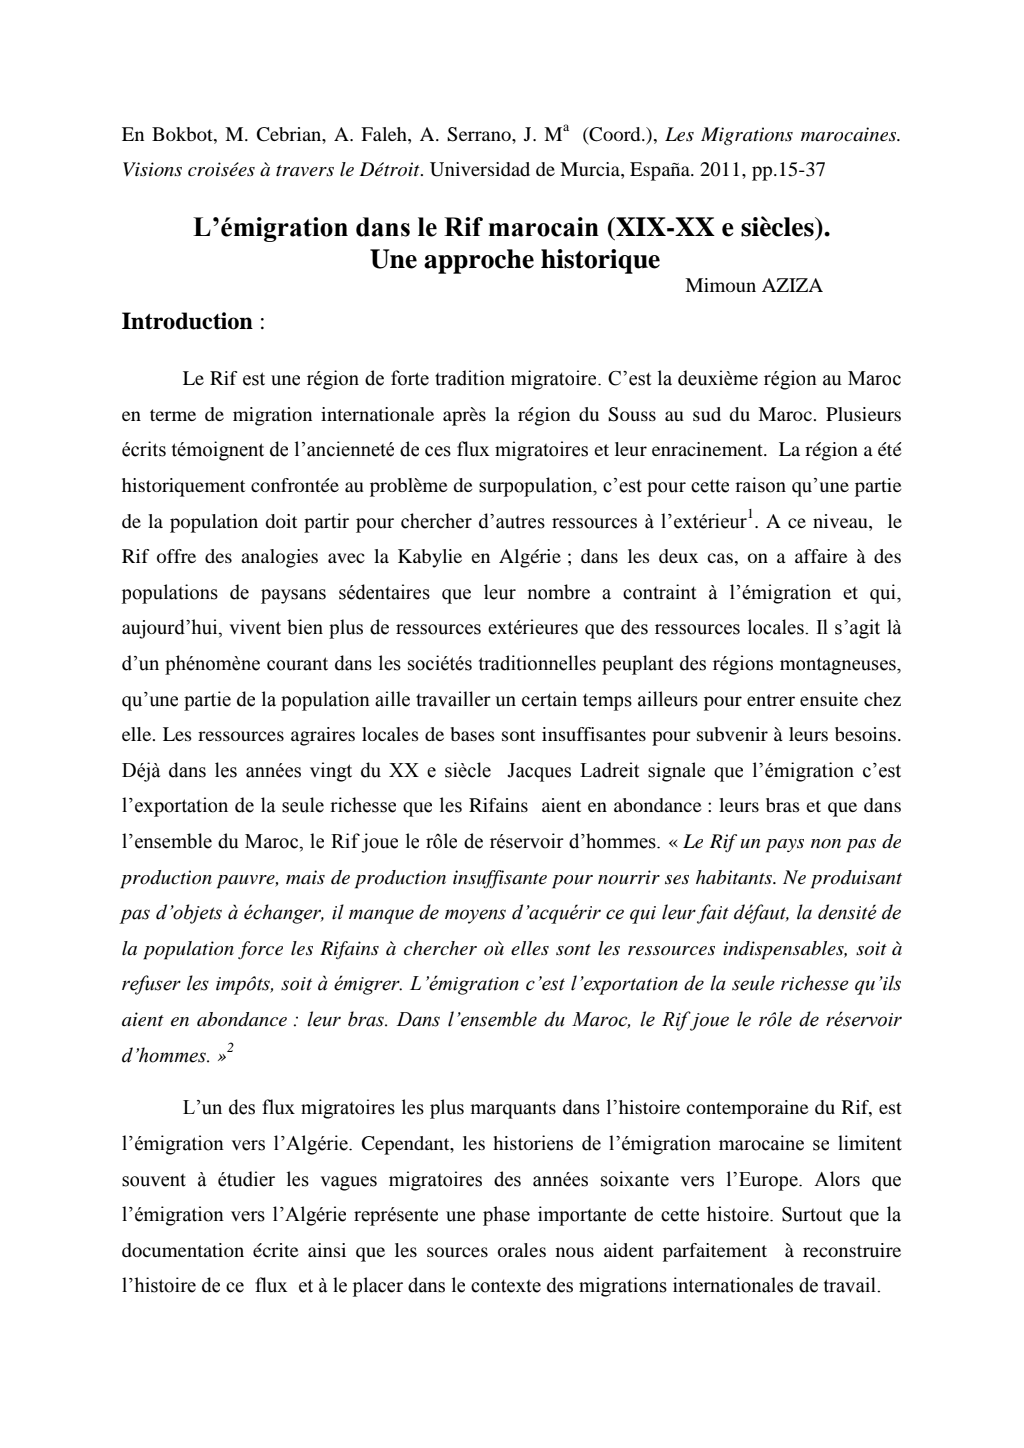 En Bokbot, M. Cebrian, A. Faleh, A. Serrano, J. Mª (Coord.), Les Migrations marocaines.
Visions croisées à travers le Détroit. Universidad de Murcia, España. 2011, pp.15-37
L’émigration dans le Rif marocain (XIX-XX e siècles).
Une approche historique
Mimoun AZIZA
Introduction :
Le Rif est une région de forte tradition migratoire. C’est la deuxième région au Maroc
en terme de migration internationale après la région du Souss au sud du Maroc. Plusieurs
écrits témoignent de l’ancienneté de ces flux migratoires et leur enracinement. La région a été
historiquement confrontée au problème de surpopulation, c’est pour cette raison qu’une partie
de la population doit partir pour chercher d’autres ressources à l’extérieur1. A ce niveau, le
Rif offre des analogies avec la Kabylie en Algérie ; dans les deux cas, on a affaire à des
populations de paysans sédentaires que leur nombre a contraint à l’émigration et qui,
aujourd’hui, vivent bien plus de ressources extérieures que des ressources locales. Il s’agit là
d’un phénomène courant dans les sociétés traditionnelles peuplant des régions montagneuses,
qu’une partie de la population aille travailler un certain temps ailleurs pour entrer ensuite chez
elle. Les ressources agraires locales de bases sont insuffisantes pour subvenir à leurs besoins.
Déjà dans les années vingt du XX e siècle Jacques Ladreit signale que l’émigration c’est
l’exportation de la seule richesse que les Rifains aient en abondance : leurs bras et que dans
l’ensemble du Maroc, le Rif joue le rôle de réservoir d’hommes. « Le Rif un pays non pas de
production pauvre, mais de production insuffisante pour nourrir ses habitants. Ne produisant
pas d’objets à échanger, il manque de moyens d’acquérir ce qui leur fait défaut, la densité de
la population force les Rifains à chercher où elles sont les ressources indispensables, soit à
refuser les impôts, soit à émigrer. L’émigration c’est l’exportation de la seule richesse qu’ils
aient en abondance : leur bras. Dans l’ensemble du Maroc, le Rif joue le rôle de réservoir
d’hommes. »2
L’un des flux migratoires les plus marquants dans l’histoire contemporaine du Rif, est
l’émigration vers l’Algérie. Cependant, les historiens de l’émigration marocaine se limitent
souvent à étudier les vagues migratoires des années soixante vers l’Europe. Alors que
l’émigration vers l’Algérie représente une phase importante de cette histoire. Surtout que la
documentation écrite ainsi que les sources orales nous aident parfaitement à reconstruire
l’histoire de ce flux et à le placer dans le contexte des migrations internationales de travail.